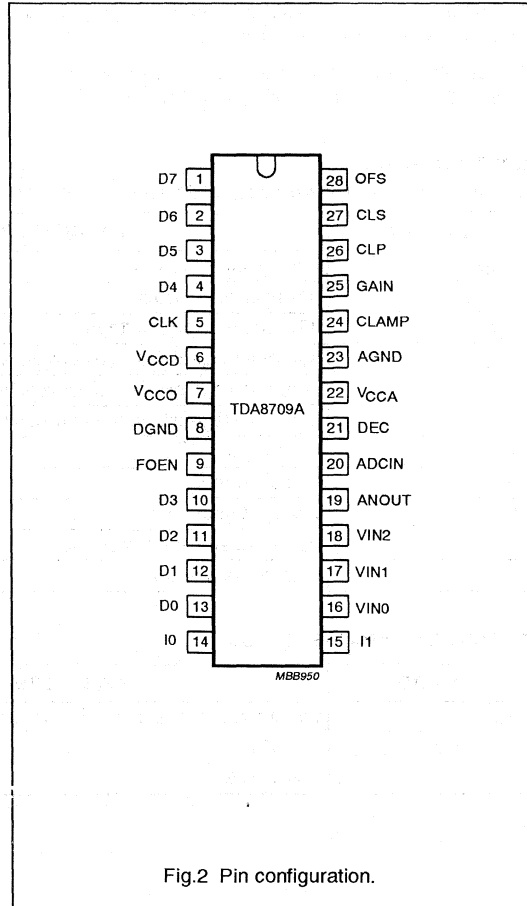 D7 1 28 OFS
D6 2 27 CLS
D5 3 26 CLP
D4 4 25 GAIN
CLK 5 24 CLAMP
VCCD 6 23 AGND
VCCO 7 22 VCCA
TDA8709A
DGND 8 21 DEC
FOEN 9 20 ADCIN
D3 10 19 ANOUT
D2 11 18 VIN2
D1 12 17 VIN1
D0 13 16 VIN0
I0 14 15 I1
MBB950
Fig.2 Pin configuration.